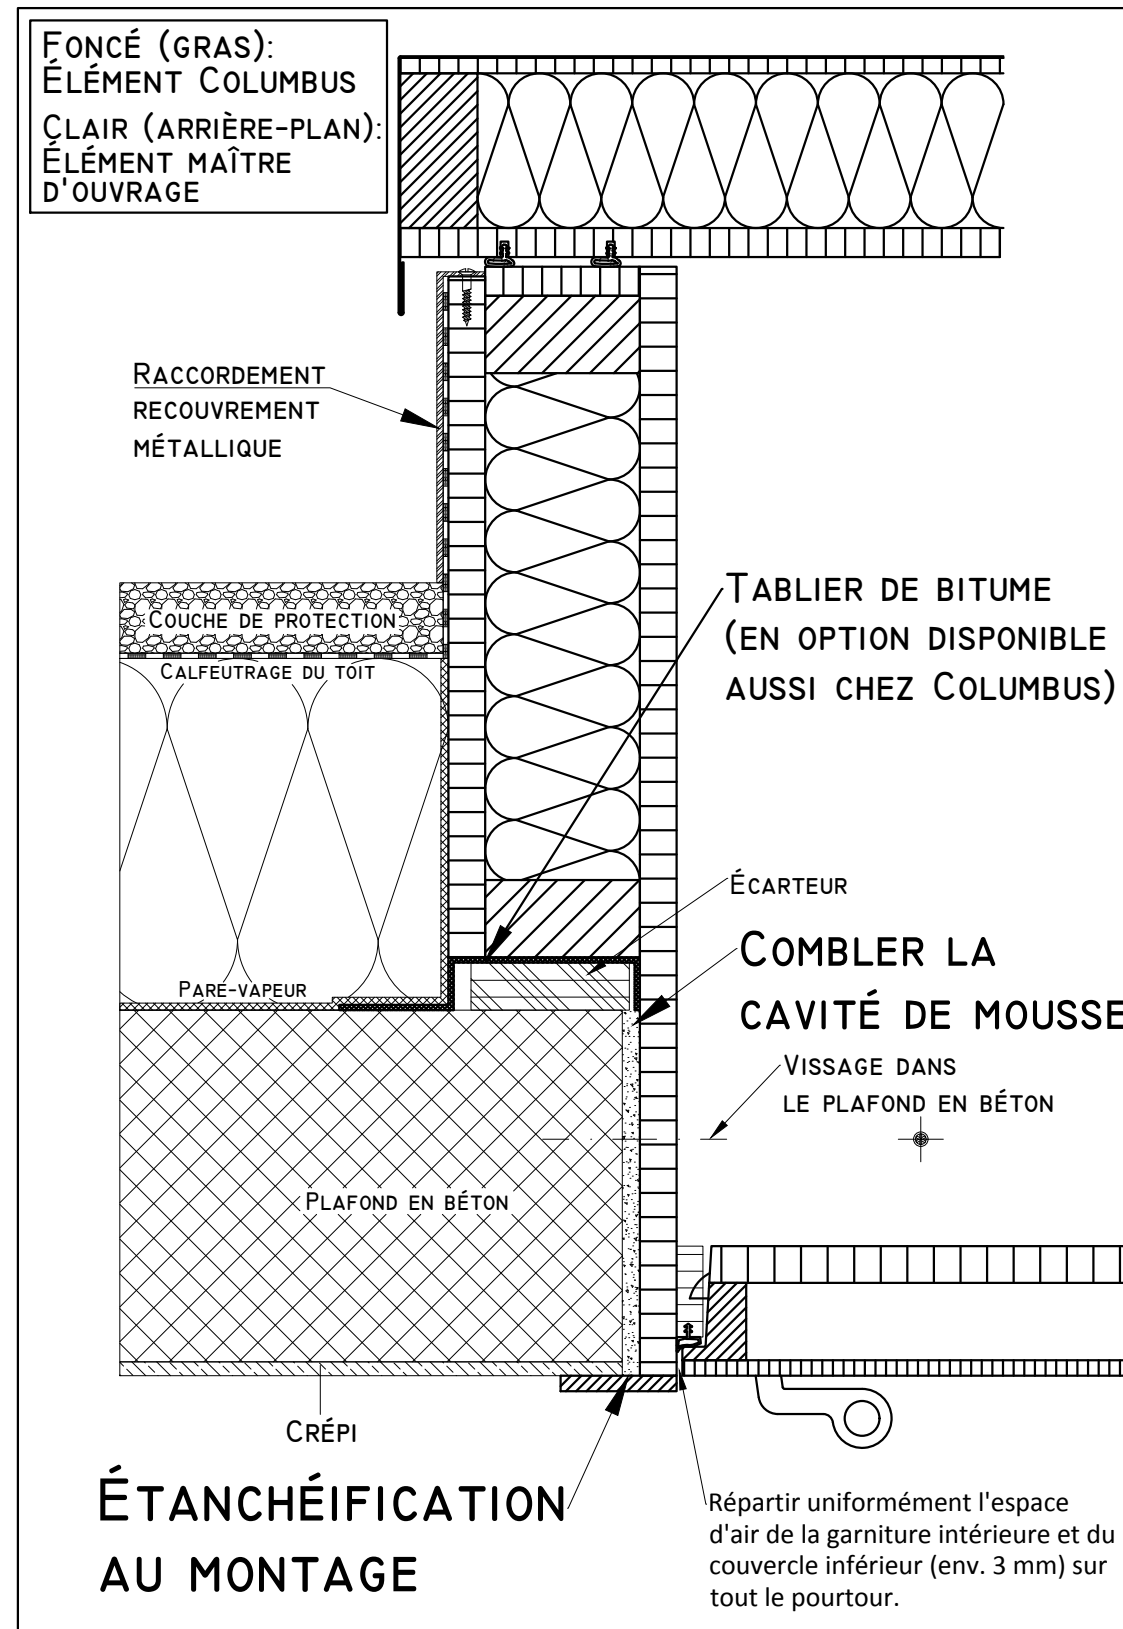 FONCÉ (GRAS):
ÉLÉMENT COLUMBUS
CLAIR (ARRIÈRE-PLAN):
ÉLÉMENT MAÎTRE
D'OUVRAGE
RACCORDEMENT
RECOUVREMENT
MÉTALLIQUE
TABLIER DE BITUME
(EN OPTION DISPONIBLE
AUSSI CHEZ COLUMBUS)
COUCHE DE PROTECTION
CALFEUTRAGE DU TOIT
ÉCARTEUR
COMBLER LA
CAVITÉ DE MOUSSE
PARE-VAPEUR
VISSAGE DANS
LE PLAFOND EN BÉTON
PLAFOND EN BÉTON
CRÉPI
ÉTANCHÉIFICATION
AU MONTAGE
Répartir uniformément l'espace
d'air de la garniture intérieure et du
couvercle inférieur (env. 3 mm) sur
tout le pourtour.